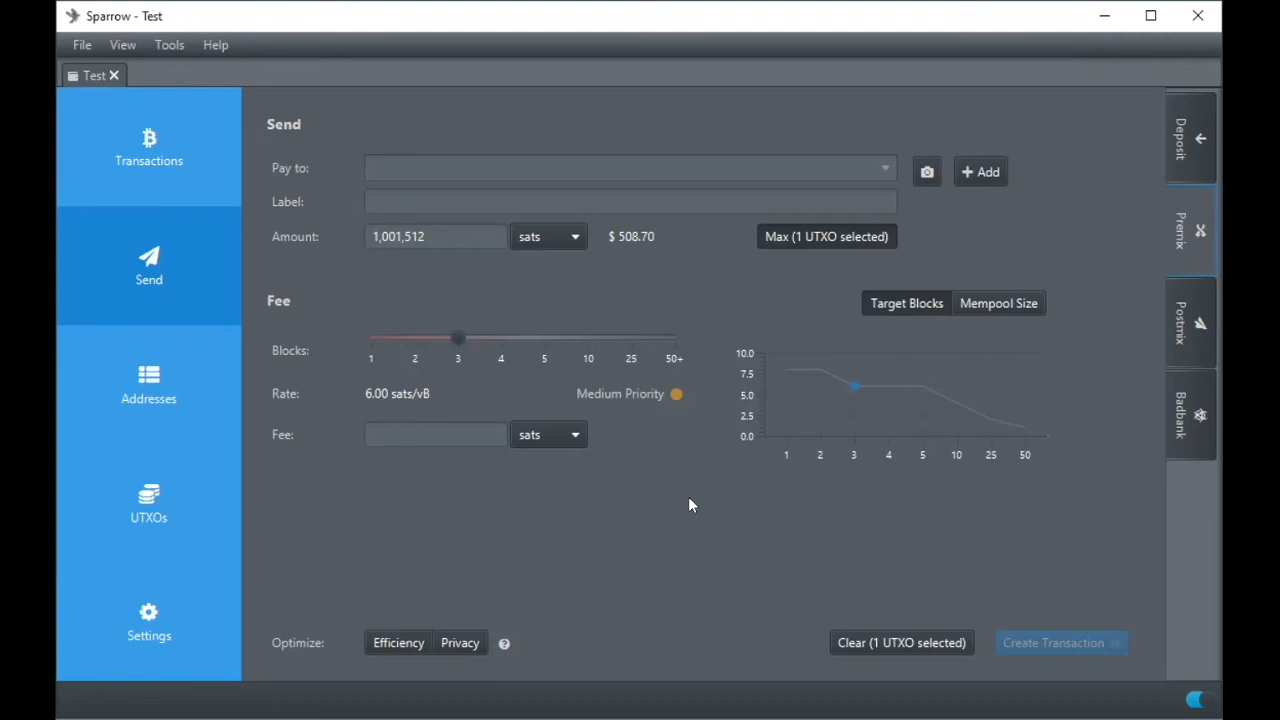 Sparrow - Test
File View Tools Help
Test
Transactions
Send
Addresses
UTXOs
Settings
Send
Pay to:
Add
Label:
Amount: 1,001,512 sats $ 508.70 Max (1 UTXO selected)
Fee
Target Blocks Mempool Size
Blocks:
1 2 3 4 5 10 25 50+
Rate: 6.00 sats/vB Medium Priority
Fee: sats
10.0
7.5
5.0
2.5
0.0
1 2 3 4 5 10 25 50
Optimize: Efficiency Privacy ? Clear (1 UTXO selected) Create Transaction
Deposit
Premix
Postmix
Badbank